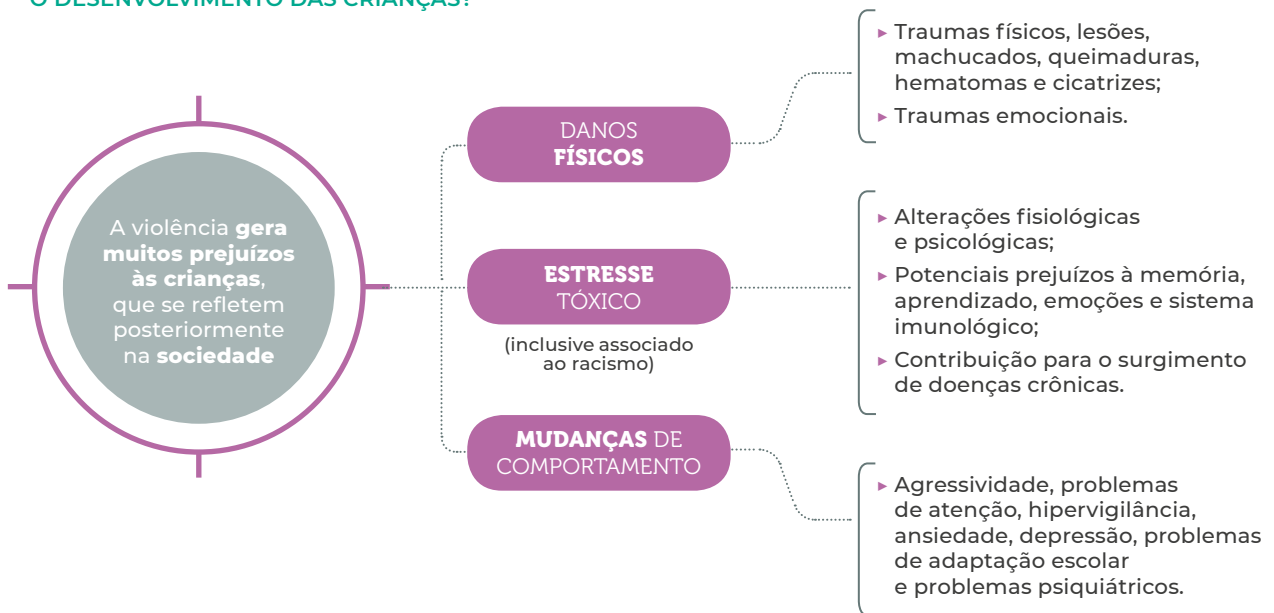 O DESENVOLVIMENTO DAS CRIANÇAS?
A violência gera
muitos prejuízos
às crianças,
que se refletem
posteriormente
na sociedade
DANOS
FÍSICOS
▸ Traumas físicos, lesões,
machucados, queimaduras,
hematomas e cicatrizes;
▸ Traumas emocionais.
ESTRESSE
TÓXICO
(inclusive associado
ao racismo)
▸ Alterações fisiológicas
e psicológicas;
▸ Potenciais prejuízos à memória,
aprendizado, emoções e sistema
imunológico;
▸ Contribuição para o surgimento
de doenças crônicas.
MUDANÇAS DE
COMPORTAMENTO
▸ Agressividade, problemas
de atenção, hipervigilância,
ansiedade, depressão, problemas
de adaptação escolar
e problemas psiquiátricos.